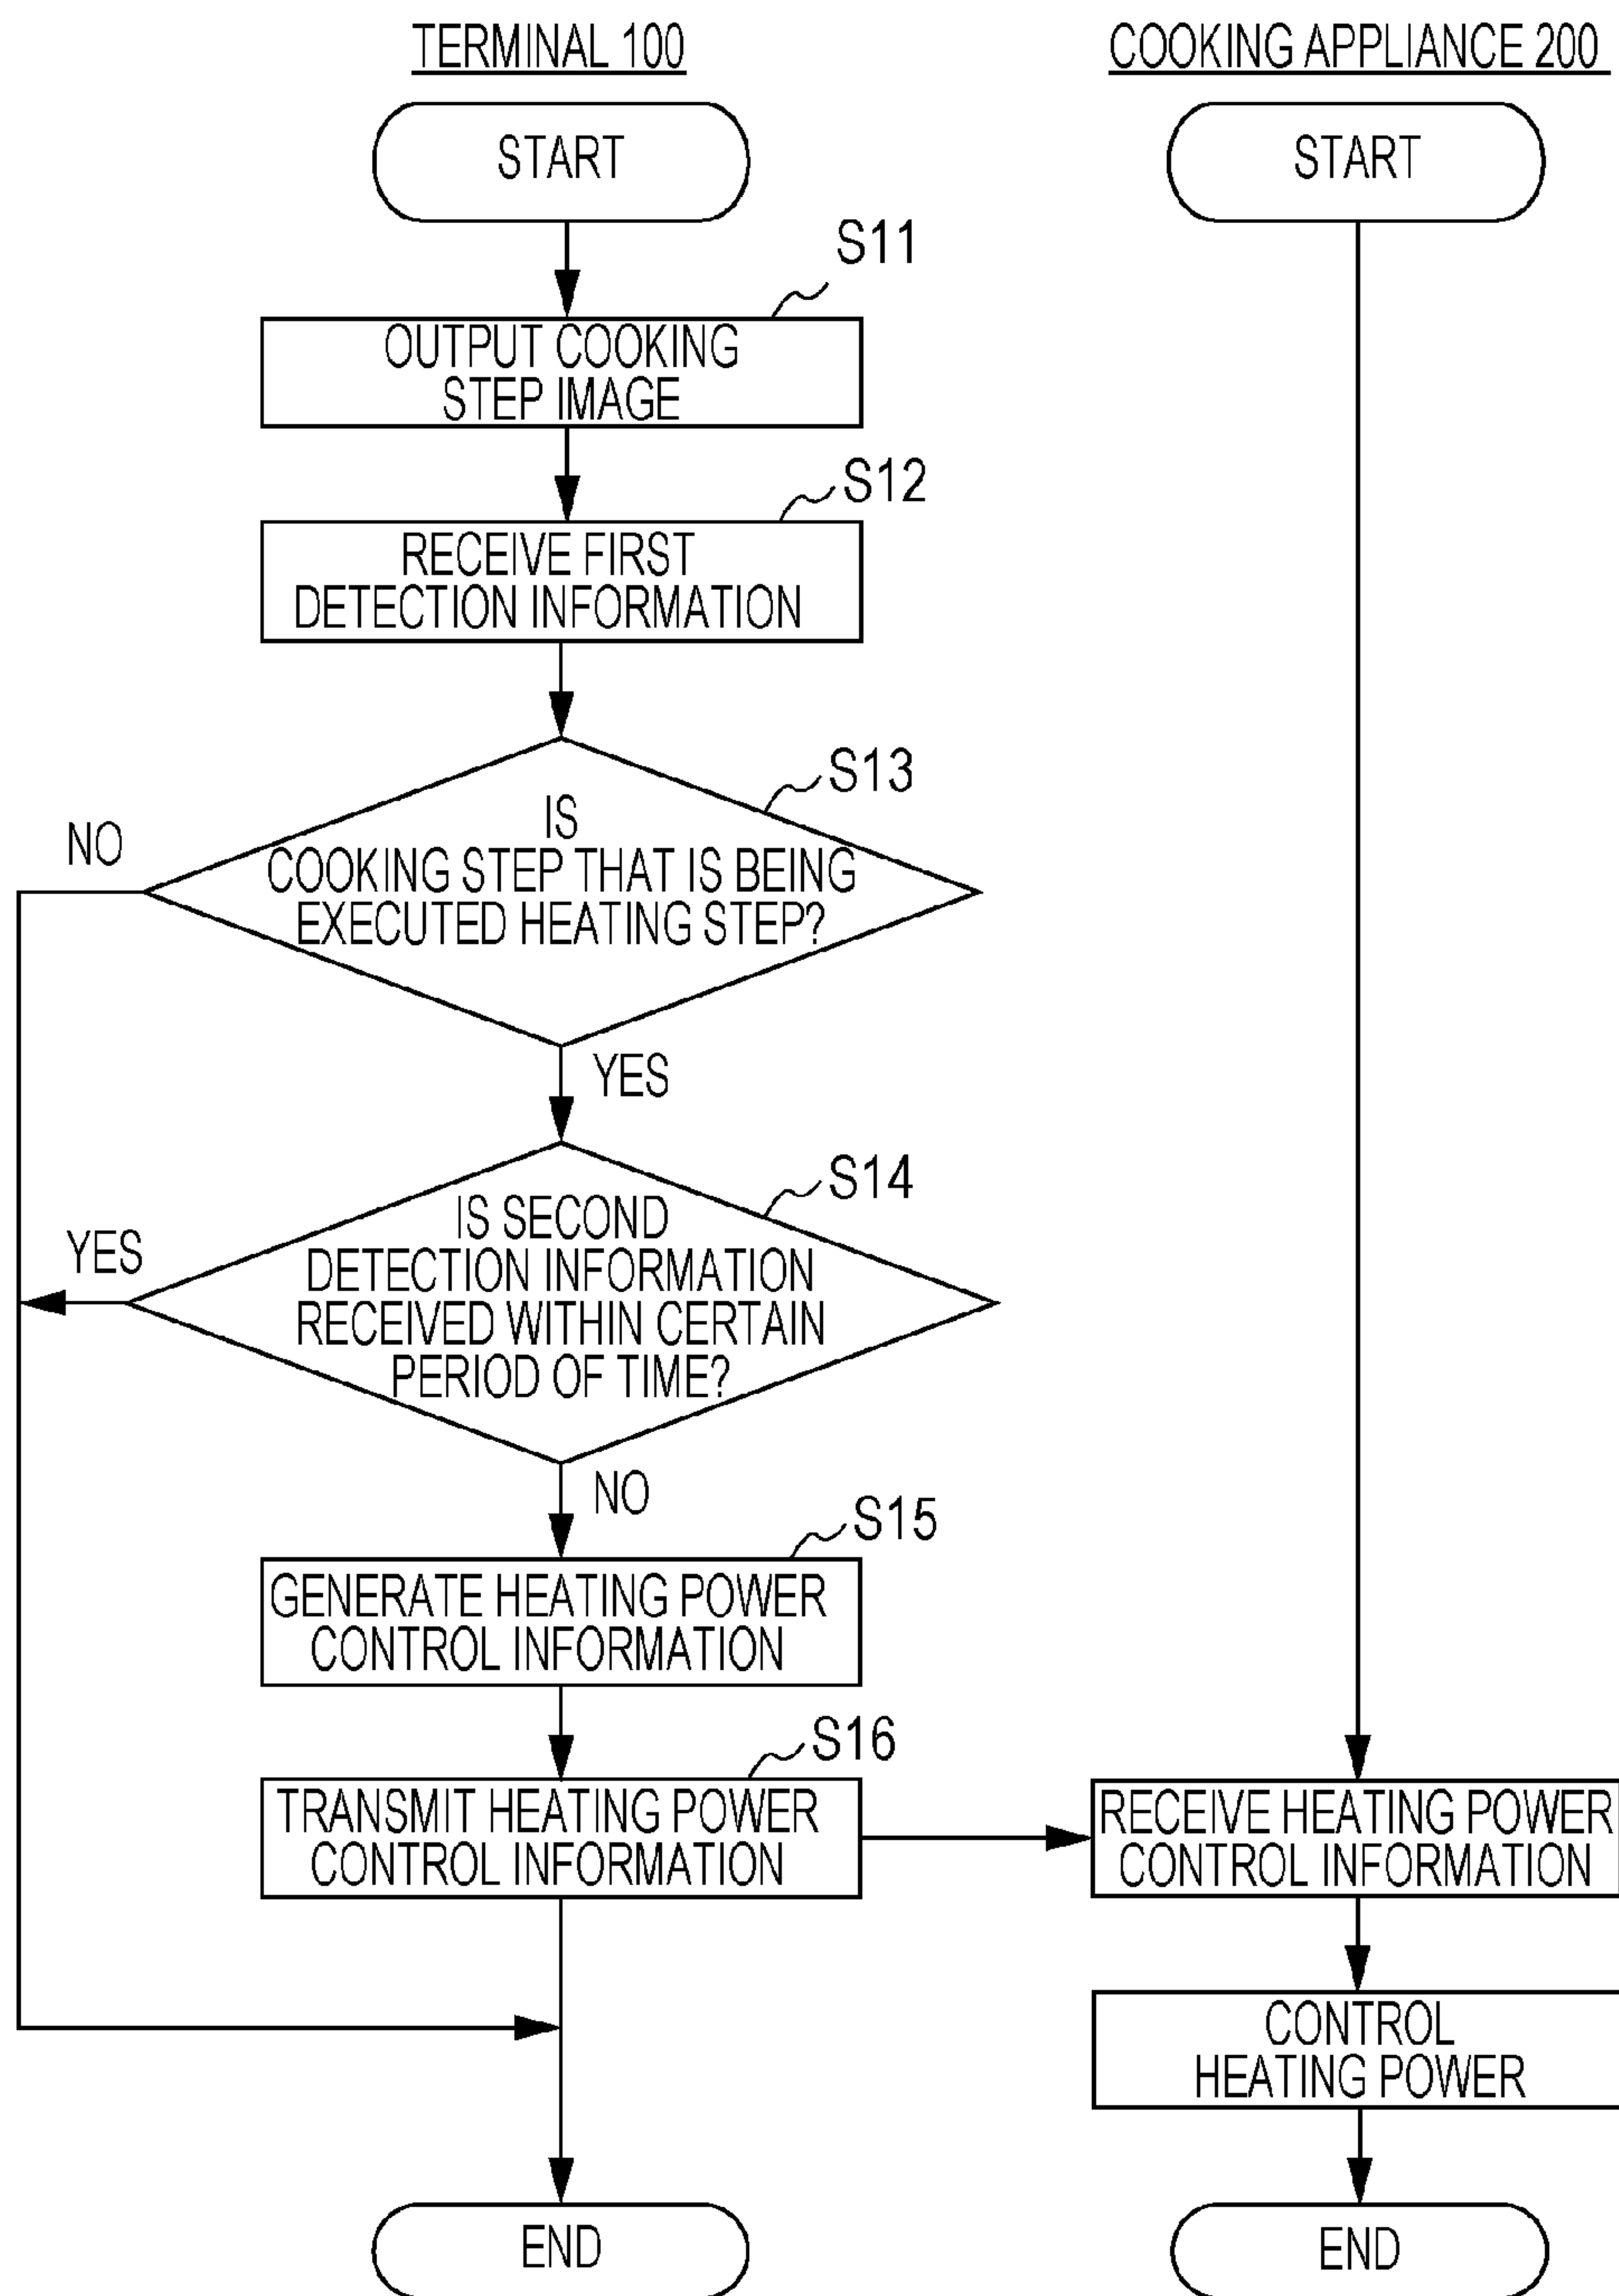 TERMINAL 100
START
S11
OUTPUT COOKING
STEP IMAGE
S12
RECEIVE FIRST
DETECTION INFORMATION
S13
IS
COOKING STEP THAT IS BEING
EXECUTED HEATING STEP?
NO
YES
S14
IS SECOND
DETECTION INFORMATION
RECEIVED WITHIN CERTAIN
PERIOD OF TIME?
YES
NO
S15
GENERATE HEATING POWER
CONTROL INFORMATION
S16
TRANSMIT HEATING POWER
CONTROL INFORMATION
END
COOKING APPLIANCE 200
START
RECEIVE HEATING POWER
CONTROL INFORMATION
CONTROL
HEATING POWER
END